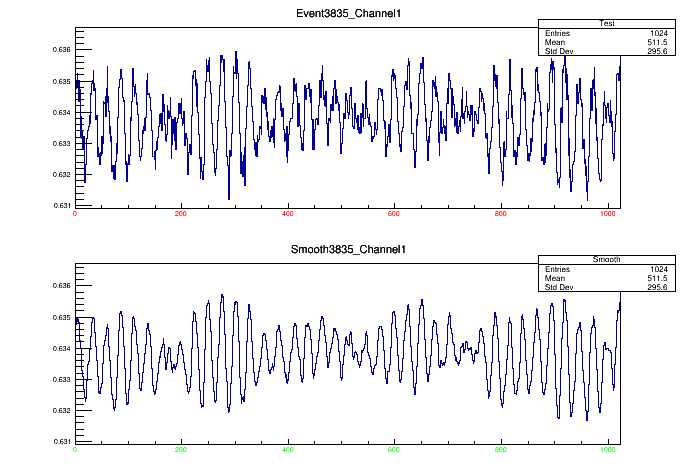 Event3835_Channel1
Test
Entries 1024
Mean 511.5
Std Dev 295.6
0.636
0.635
0.634
0.633
0.632
0.631
0 200 400 600 800 1000
Smooth3835_Channel1
Smooth
Entries 1024
Mean 511.5
Std Dev 295.6
0.636
0.635
0.634
0.633
0.632
0.631
0 200 400 600 800 1000